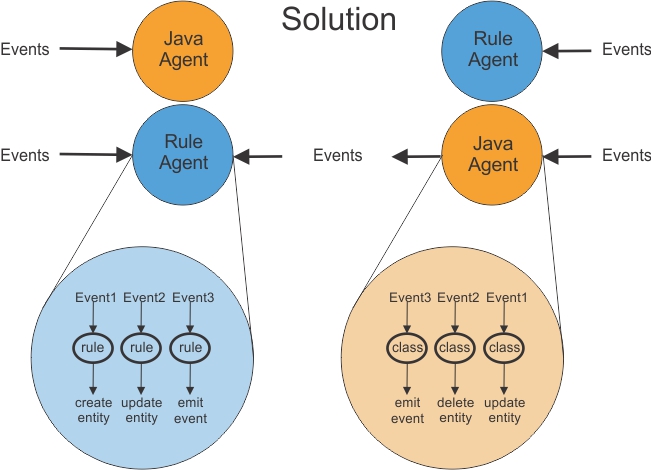 Solution
Java
Agent
Rule
Agent
Events
Events
Rule
Agent
Java
Agent
Events
Events
Events
Event1 Event2 Event3
rule rule rule
create
entity
update
entity
emit
event
Event3 Event2 Event1
class class class
emit
event
delete
entity
update
entity